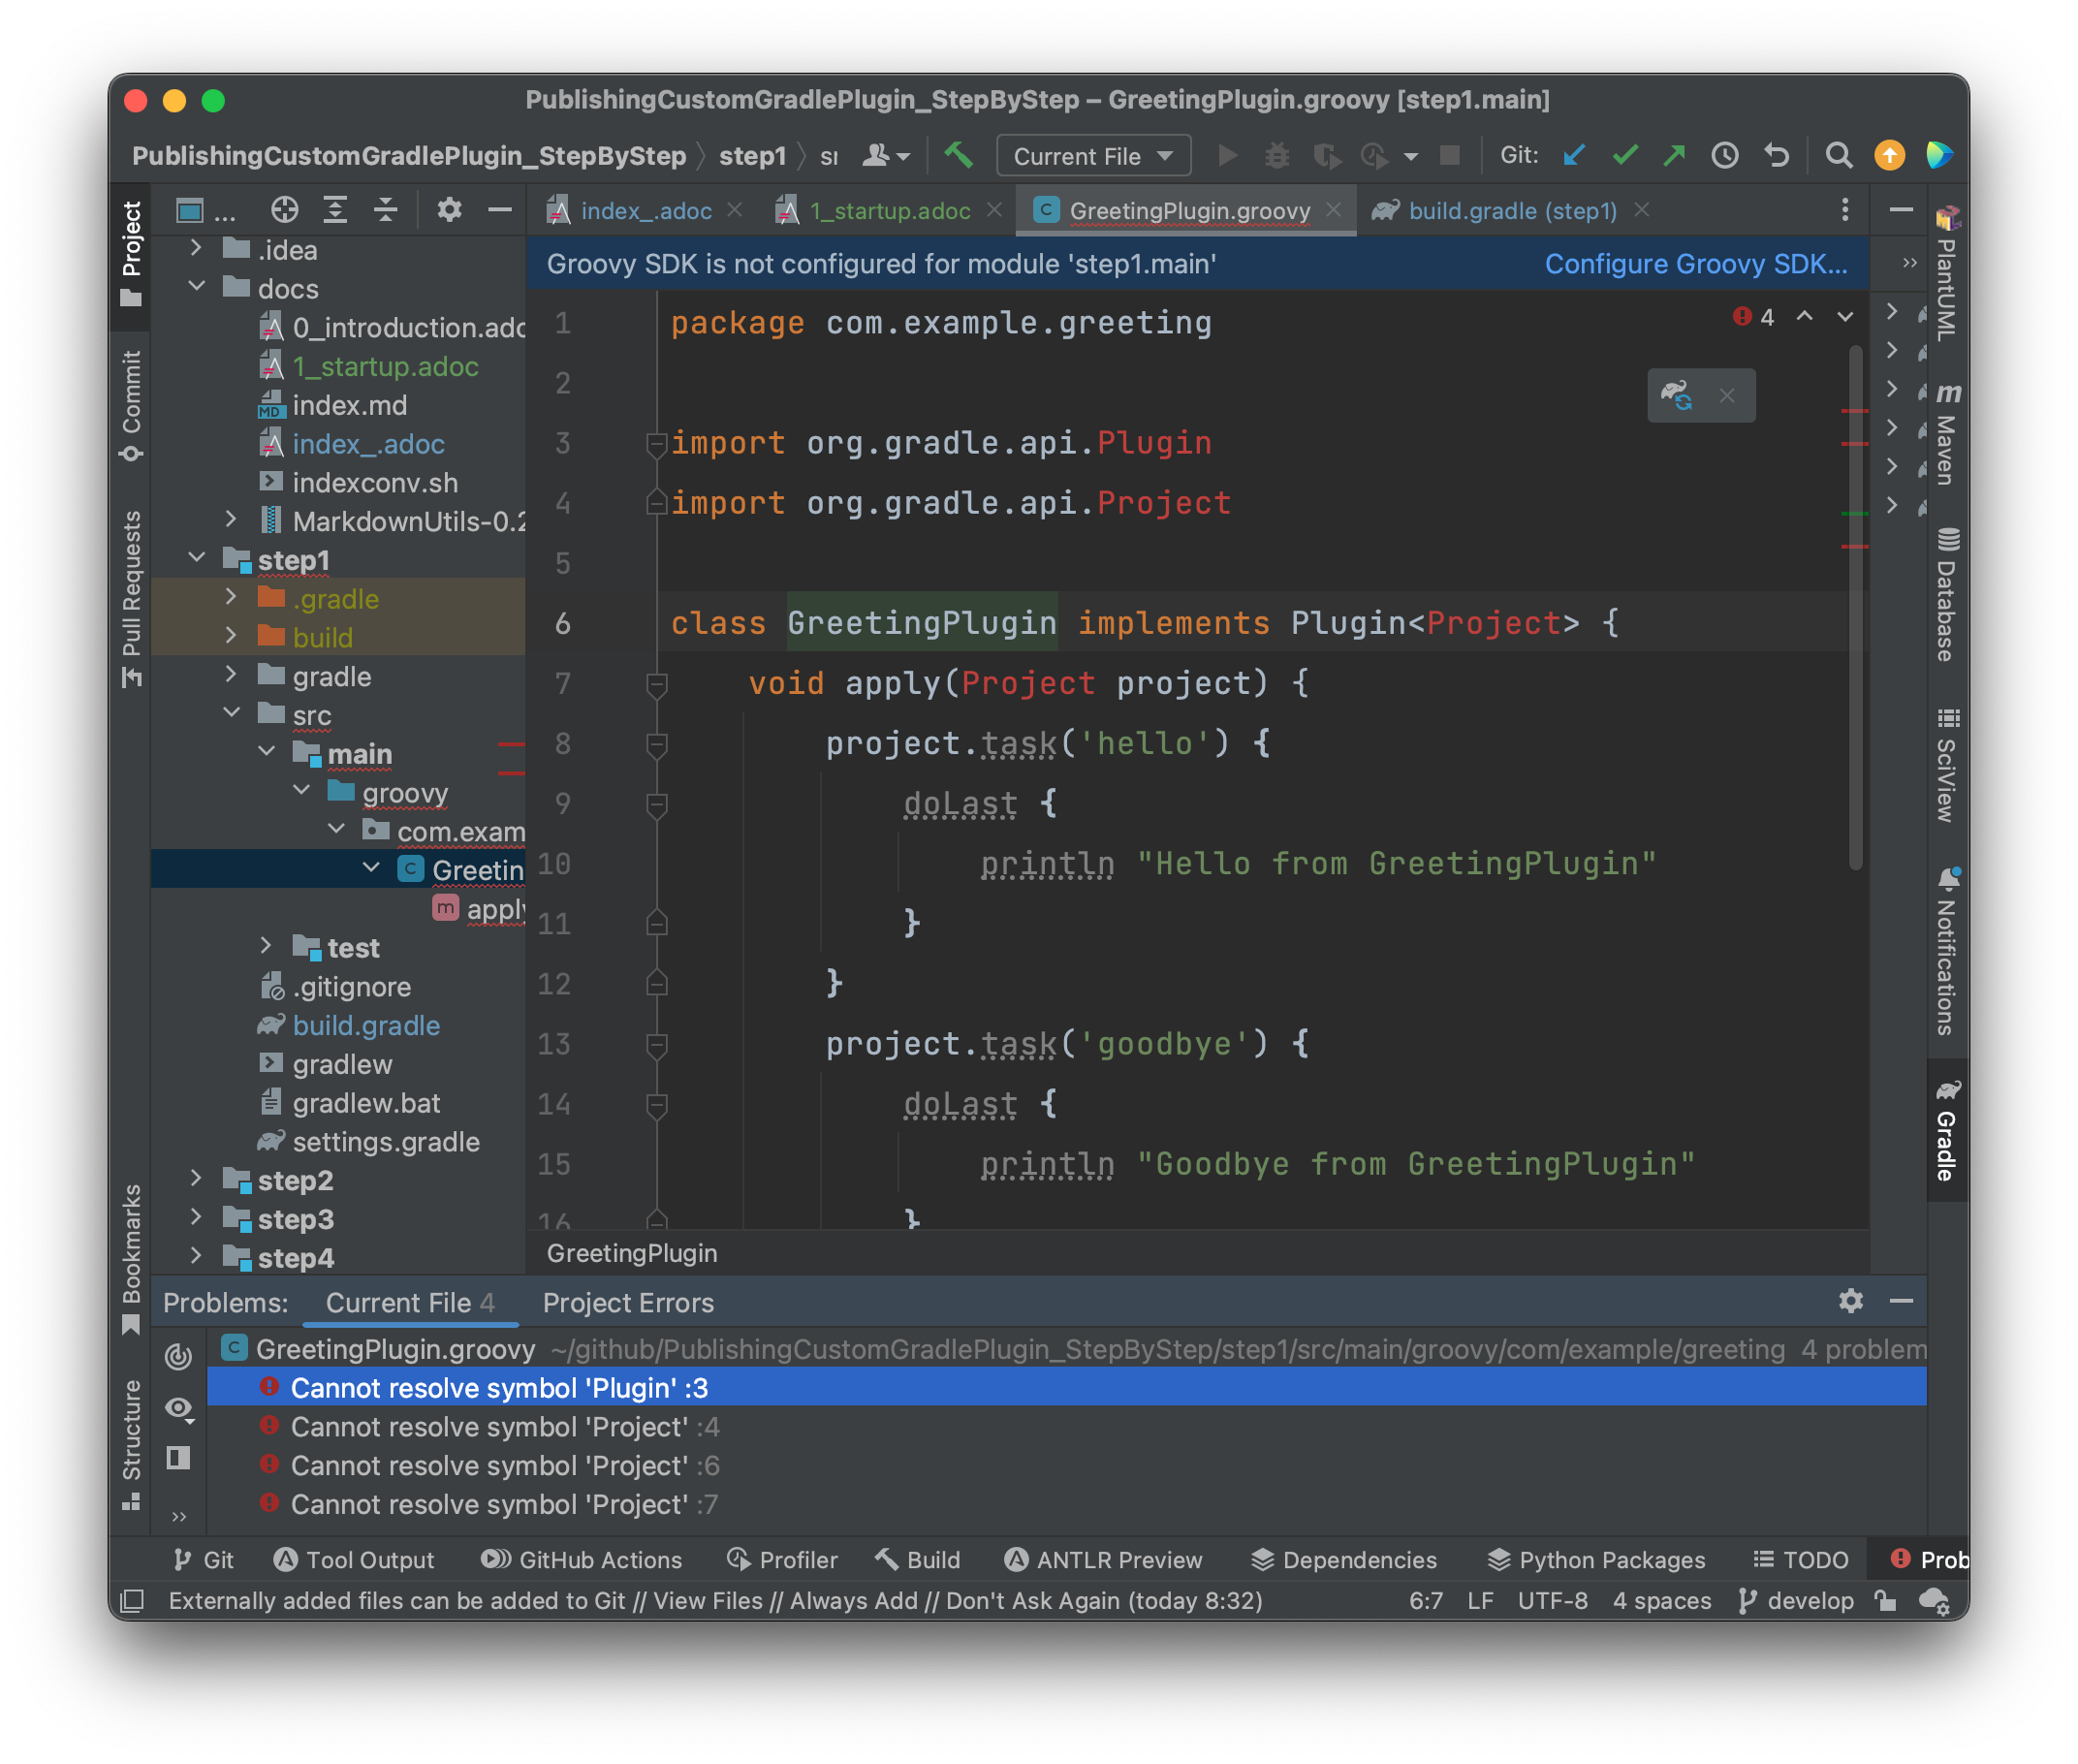 PublishingCustomGradlePlugin_StepByStep – GreetingPlugin.groovy [step1.main]
PublishingCustomGradlePlugin_StepByStep step1 Current File Git:
Project
Commit
Pull Requests
Bookmarks
Structure
...
.idea
docs
0_introduction.adc
1_startup.adoc
index.md
index_.adoc
indexconv.sh
MarkdownUtils-0.2
step1
.gradle
build
gradle
src
main
groovy
com.exam
Greetin
apply
test
.gitignore
build.gradle
gradlew
gradlew.bat
settings.gradle
step2
step3
step4
index_.adoc 1_startup.adoc GreetingPlugin.groovy build.gradle (step1)
Groovy SDK is not configured for module 'step1.main' Configure Groovy SDK...
4
1 package com.example.greeting
2
3 import org.gradle.api.Plugin
4 import org.gradle.api.Project
5
6 class GreetingPlugin implements Plugin<Project> {
7 void apply(Project project) {
8 project.task('hello') {
9 doLast {
10 println "Hello from GreetingPlugin"
11 }
12 }
13 project.task('goodbye') {
14 doLast {
15 println "Goodbye from GreetingPlugin"
16 }
GreetingPlugin
PlantUML
Maven
Database
SciView
Notifications
Gradle
Problems: Current File 4 Project Errors
GreetingPlugin.groovy ~/github/PublishingCustomGradlePlugin_StepByStep/step1/src/main/groovy/com/example/greeting 4 problem
Cannot resolve symbol 'Plugin' :3
Cannot resolve symbol 'Project' :4
Cannot resolve symbol 'Project' :6
Cannot resolve symbol 'Project' :7
Git Tool Output GitHub Actions Profiler Build ANTLR Preview Dependencies Python Packages TODO Prob
Externally added files can be added to Git // View Files // Always Add // Don't Ask Again (today 8:32) 6:7 LF UTF-8 4 spaces develop